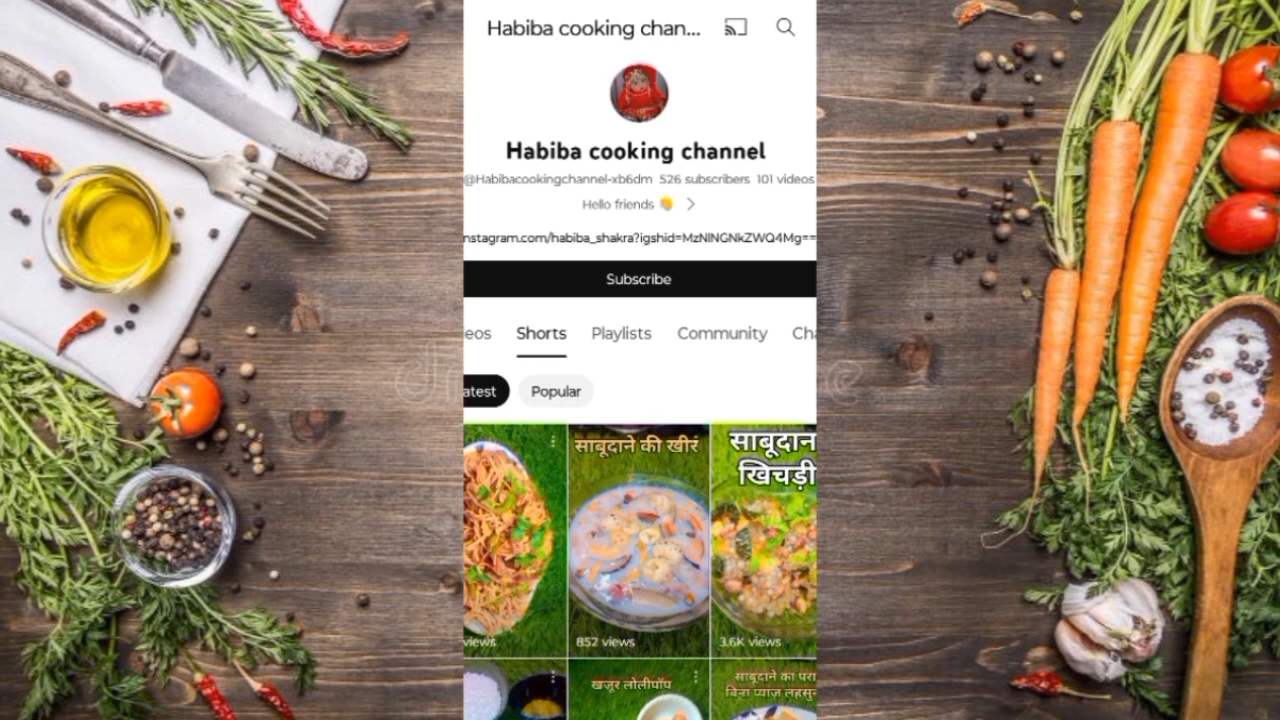 Habiba cooking chan...
Habiba cooking channel
@Habibacookingchannel-xb6dm 526 subscribers 101 videos
Hello friends 👏 >
nstagram.com/habiba_shakra?igshid=MzNlNGNkZWQ4Mg==
Subscribe
eos Shorts Playlists Community Cha
atest Popular
साबूदाने की खीर
साबूदान
खिचड़ी
views 852 views 3.6K views
खजूर लोलीपॉप
साबूदाने का परा
बिना प्याज़ लहसु